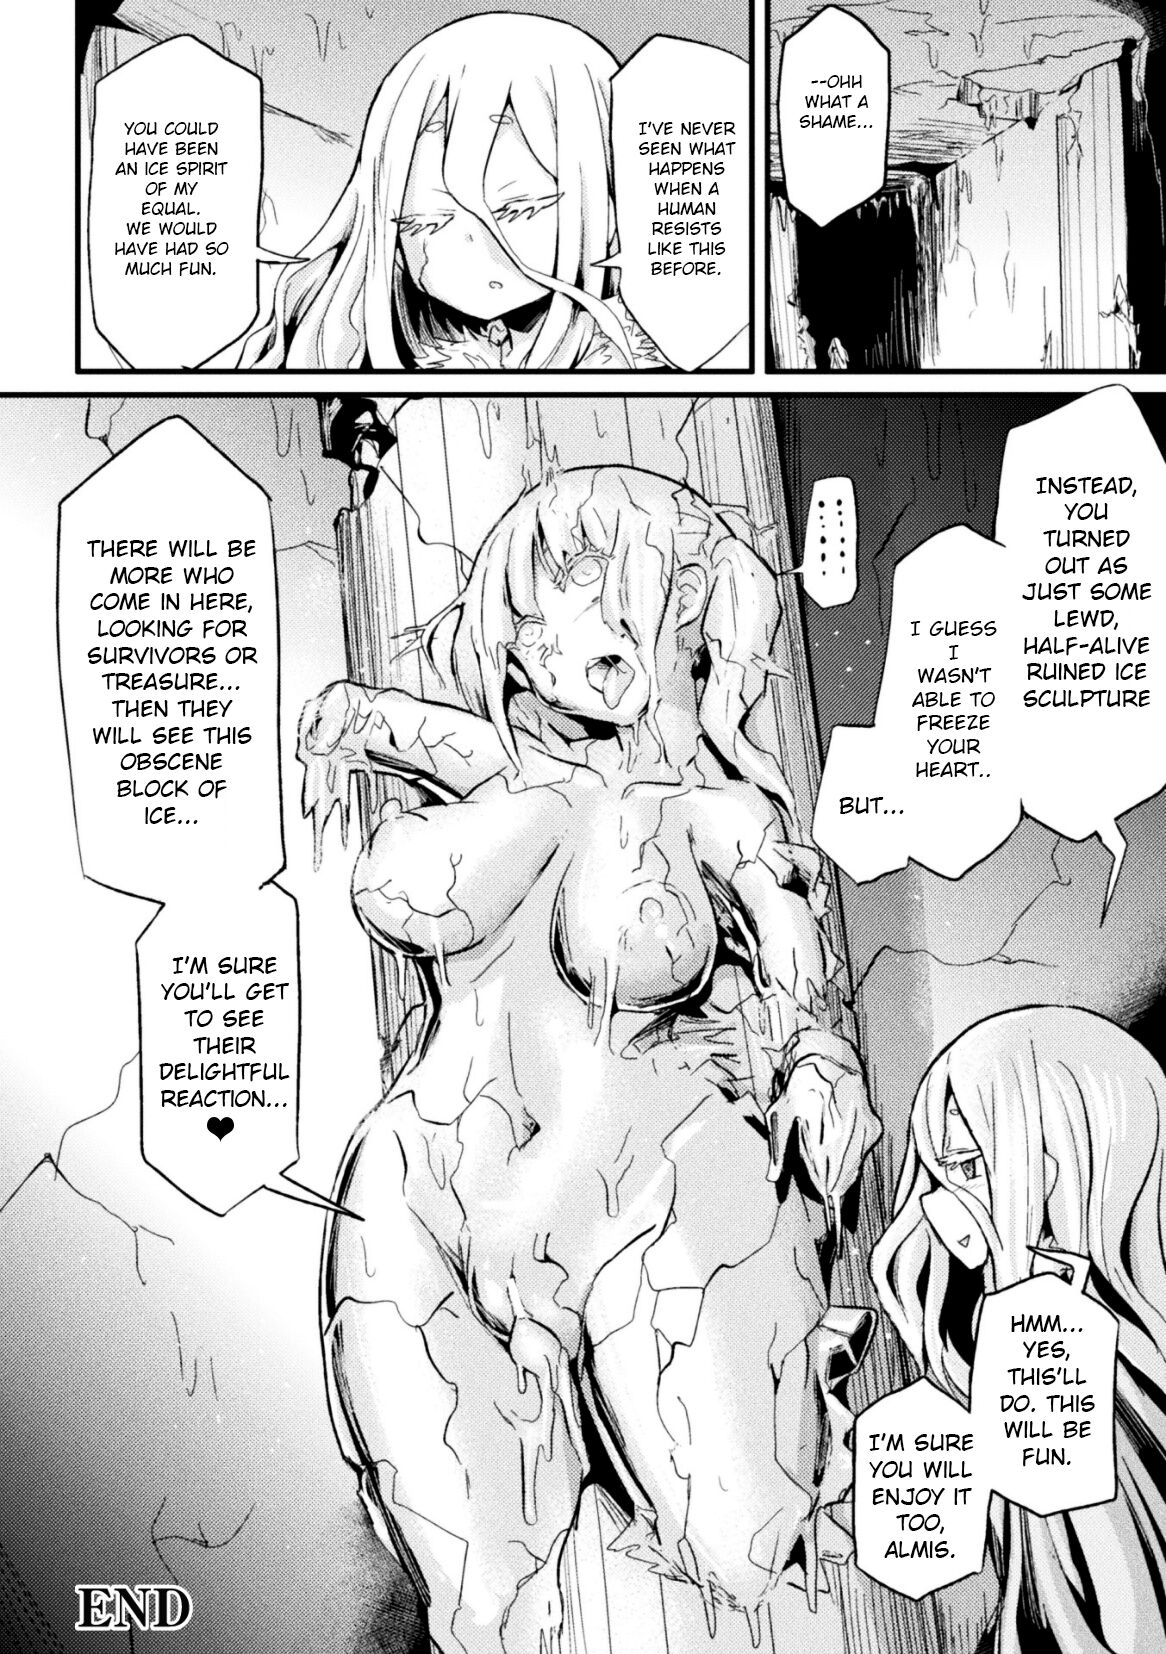 --OHH
WHAT A
SHAME...
I'VE NEVER
SEEN WHAT
HAPPENS
WHEN A
HUMAN
RESISTS
LIKE THIS
BEFORE.
YOU COULD
HAVE BEEN
AN ICE SPIRIT
OF MY
EQUAL.
WE WOULD
HAVE HAD SO
MUCH FUN.
INSTEAD,
YOU
TURNED
OUT AS
JUST SOME
LEWD,
HALF-ALIVE
RUINED ICE
SCULPTURE
I GUESS
I
WASN'T
ABLE TO
FREEZE
YOUR
HEART..
BUT...
THERE WILL BE
MORE WHO
COME IN HERE,
LOOKING FOR
SURVIVORS OR
TREASURE...
THEN THEY
WILL SEE THIS
OBSCENE
BLOCK OF
ICE...
I'M SURE
YOU'LL GET
TO SEE
THEIR
DELIGHTFUL
REACTION...
♥
HMM...
YES,
THIS'LL
DO. THIS
WILL BE
FUN.
I'M SURE
YOU WILL
ENJOY IT
TOO,
ALMIS.
END